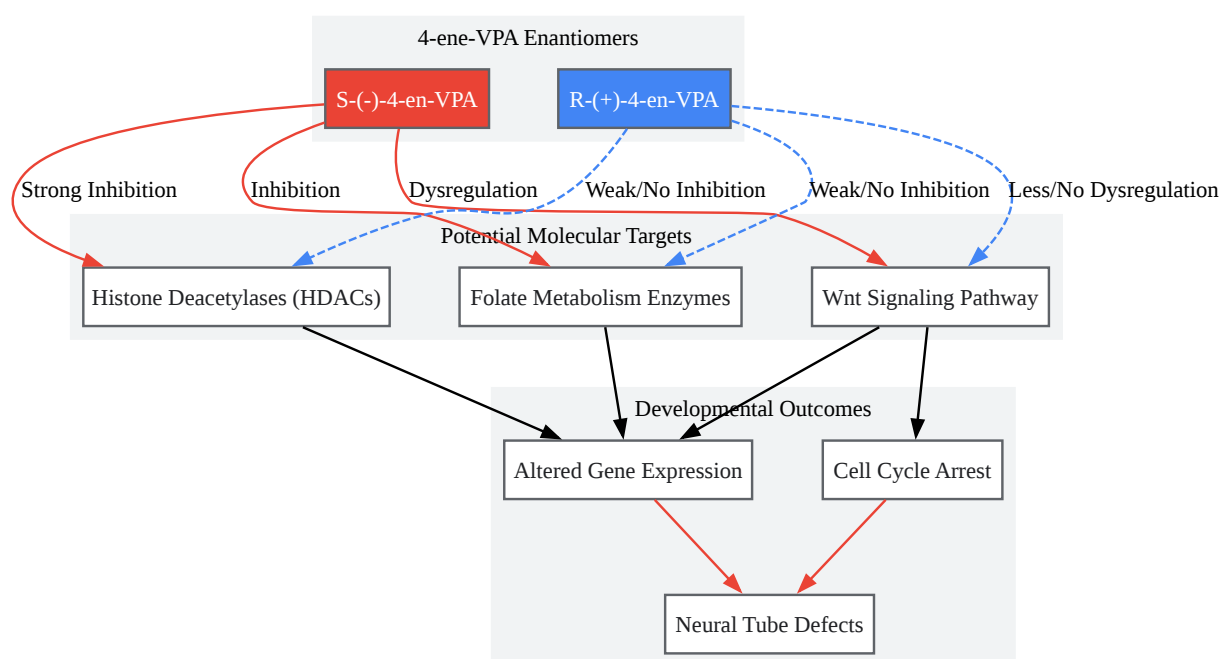 4-ene-VPA Enantiomers
S-(-)-4-en-VPA
R-(+)-4-en-VPA
Strong Inhibition
Inhibition
Dysregulation
Weak/No Inhibition
Weak/No Inhibition
Less/No Dysregulation
Potential Molecular Targets
Histone Deacetylases (HDACs)
Folate Metabolism Enzymes
Wnt Signaling Pathway
Developmental Outcomes
Altered Gene Expression
Cell Cycle Arrest
Neural Tube Defects